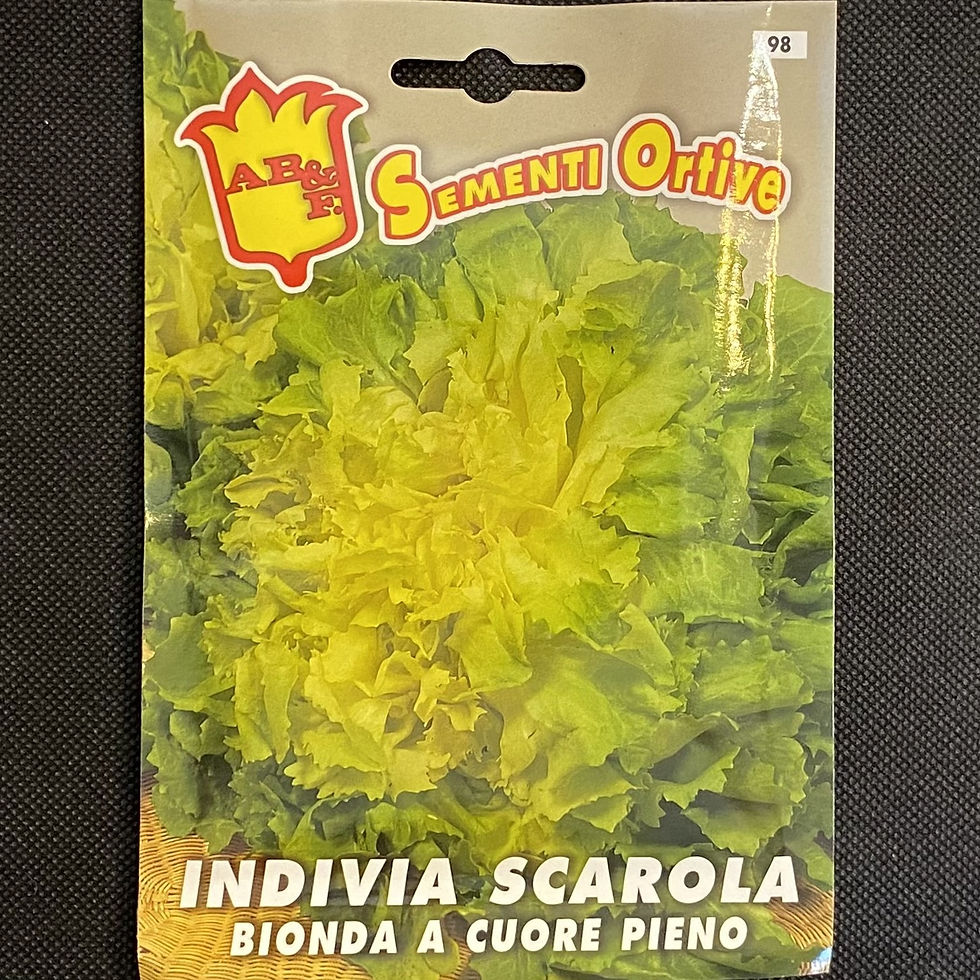 98
AB&
F.
SEMENTI ORTIVE
INDIVIA SCAROLA
BIONDA A CUORE PIENO